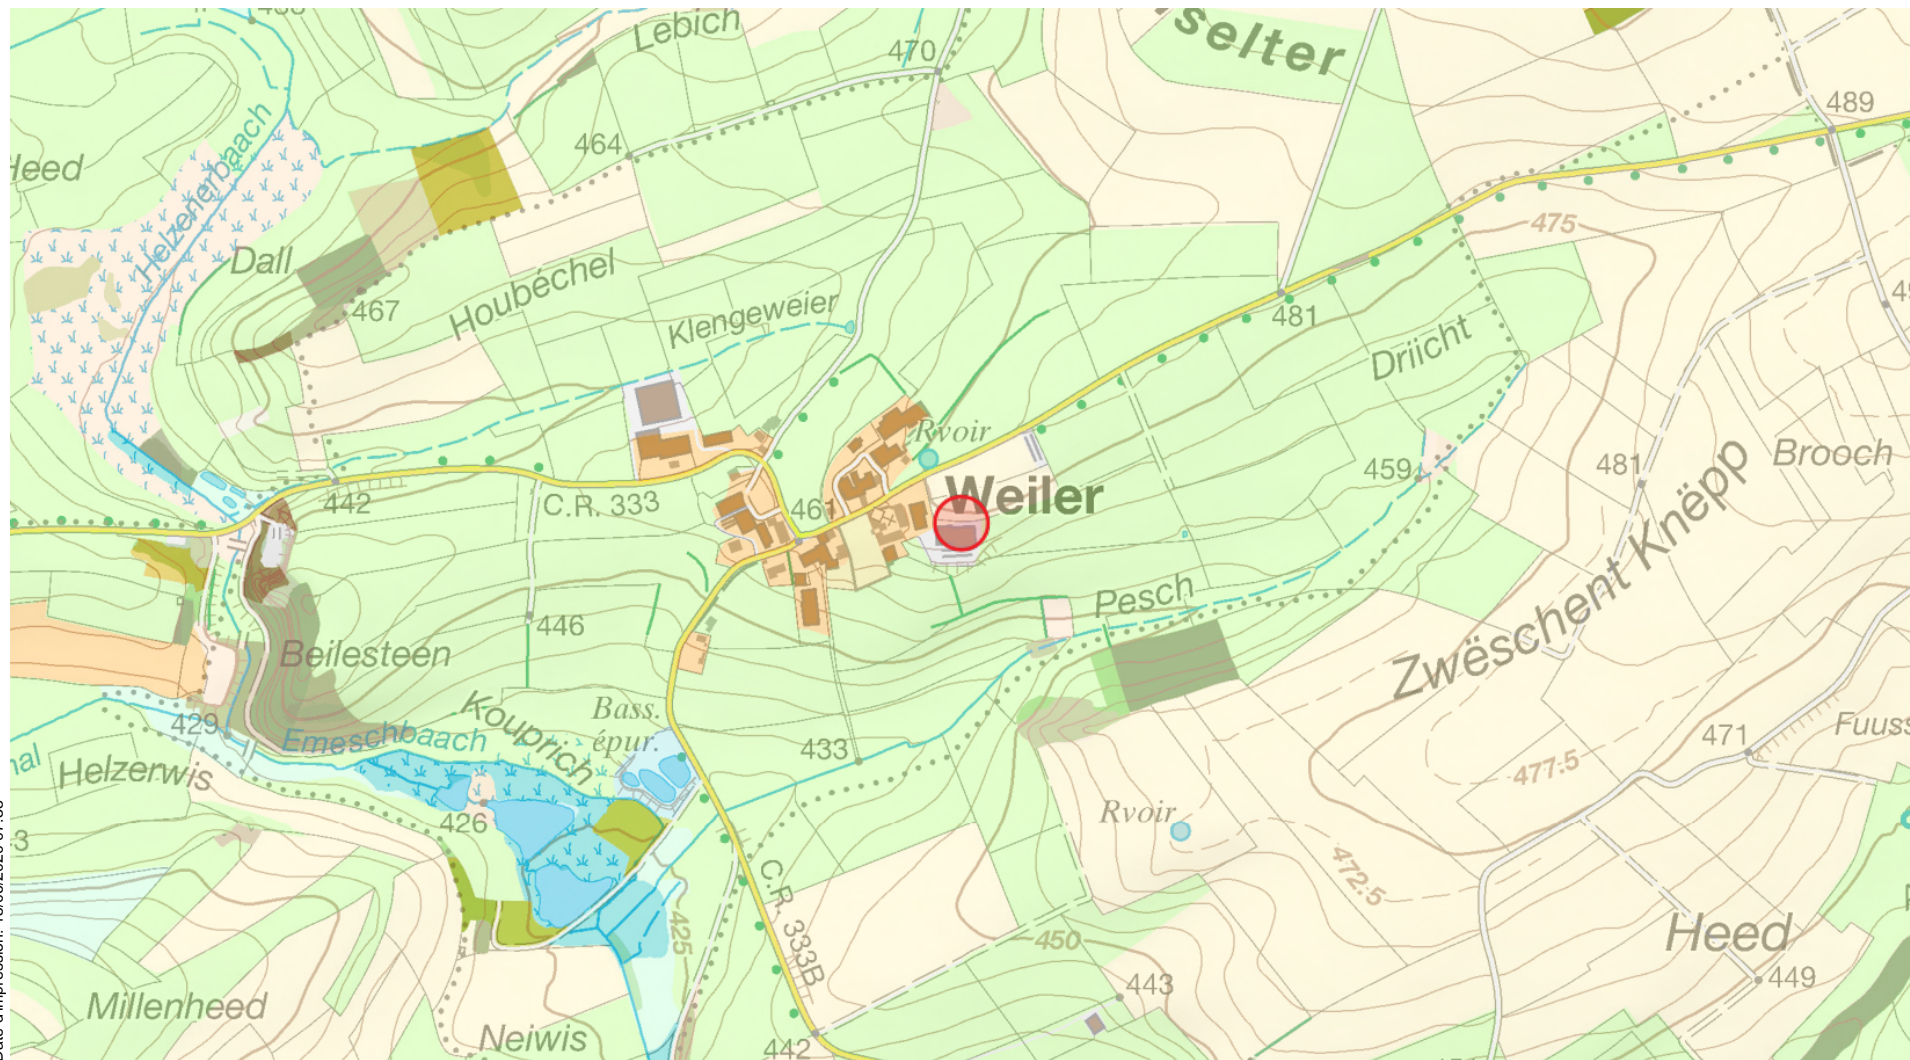 Lebich
selter
470
489
464
Helzenerbaach
475
Dall
Houbéchel
467
Klengeweier
481
Driicht
Rvoir
Brooch
459
481
442
C.R. 333
461
Weiler
Zwëschent Knëpp
Pesch
446
Beilesteen
Kouprich
Bass.
épur.
429
Emeschbaach
433
471
477.5
Helzerwis
426
Rvoir
472.5
C.R. 333B
425
450
Heed
443
449
Millenheed
Neiwis
442